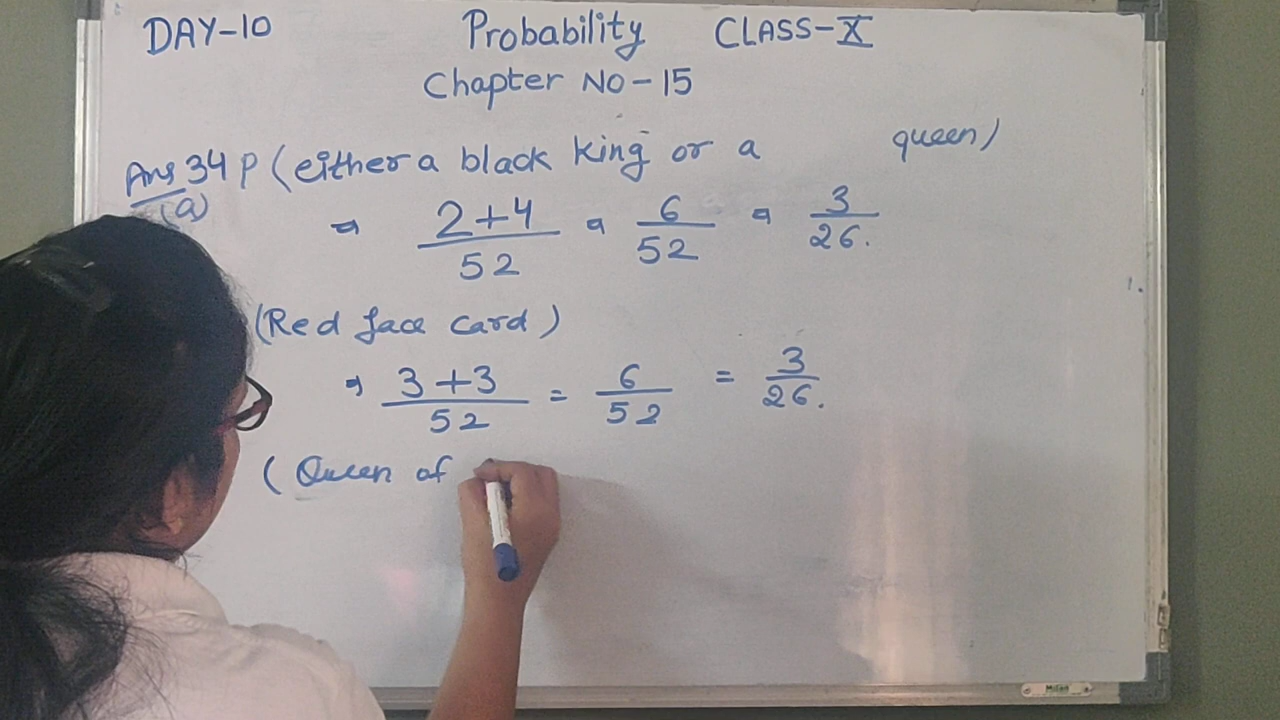 DAY-10 Probability CLASS-X
Chapter NO-15
Ans 34 P (either a black king or a queen)
(a)
⇒ 2+4/52 = 6/52 = 3/26.
(Red face card)
⇒ 3+3/52 = 6/52 = 3/26.
(Queen of